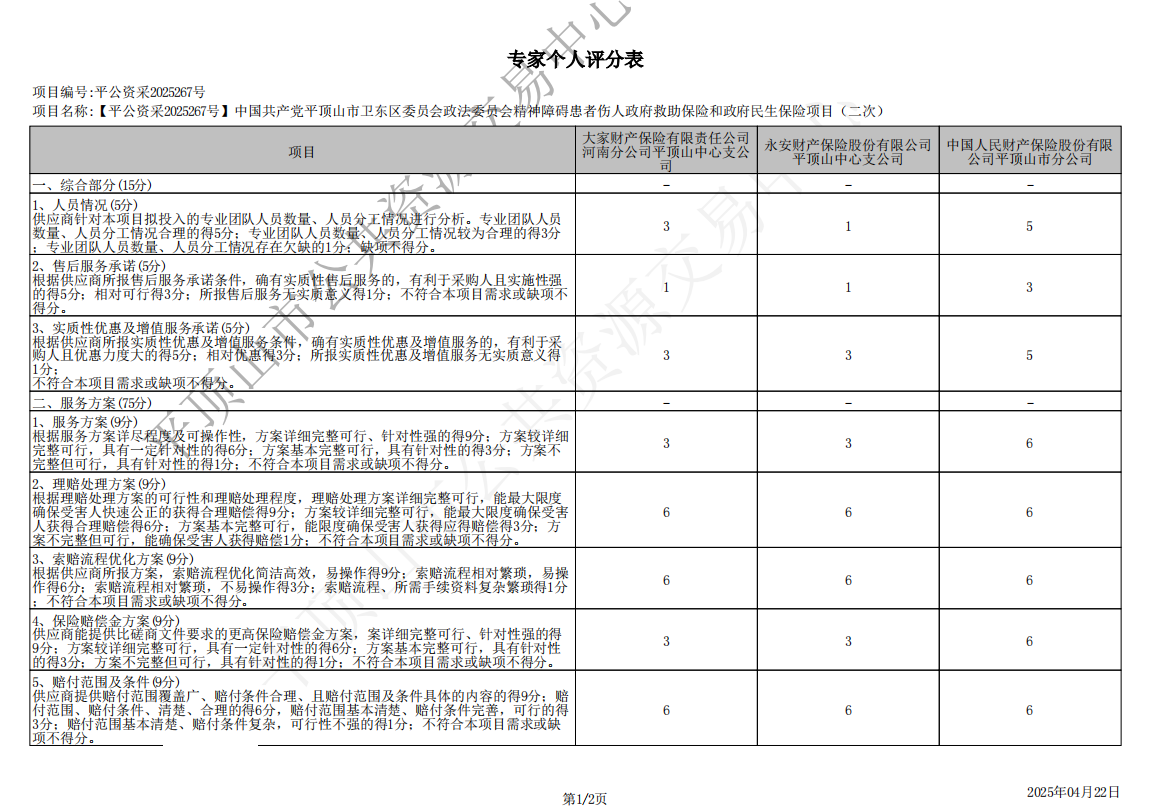 专家个人评分表
项目编号:平公资采2025267号
项目名称:【平公资采2025267号】中国共产党平顶山市卫东区委员会政法委员会精神障碍患者伤人政府救助保险和政府民生保险项目（二次）
项目
大家财产保险有限责任公司
河南分公司平顶山中心支公
司
永安财产保险股份有限公司
平顶山中心支公司
中国人民财产保险股份有限
公司平顶山市分公司
一、综合部分(15分)
－ － －
1、人员情况(5分)
供应商针对本项目拟投入的专业团队人员数量、人员分工情况进行分析。专业团队人员
数量、人员分工情况合理的得5分；专业团队人员数量、人员分工情况较为合理的得3分
；专业团队人员数量、人员分工情况存在欠缺的1分；缺项不得分。
3 1 5
2、售后服务承诺(5分)
根据供应商所报售后服务承诺条件，确有实质性售后服务的，有利于采购人且实施性强
的得5分；相对可行得3分；所报售后服务无实质意义得1分；不符合本项目需求或缺项不
得分。
1 1 3
3、实质性优惠及增值服务承诺(5分)
根据供应商所报实质性优惠及增值服务条件，确有实质性优惠及增值服务的，有利于采
购人且优惠力度大的得5分；相对优惠得3分；所报实质性优惠及增值服务无实质意义得
1分；
不符合本项目需求或缺项不得分。
3 3 5
二、服务方案(75分)
－ － －
1、服务方案(9分)
根据服务方案详尽程度及可操作性，方案详细完整可行、针对性强的得9分；方案较详细
完整可行，具有一定针对性的得6分；方案基本完整可行，具有针对性的得3分；方案不
完整但可行，具有针对性的得1分；不符合本项目需求或缺项不得分。
3 3 6
2、理赔处理方案(9分)
根据理赔处理方案的可行性和理赔处理程度，理赔处理方案详细完整可行，能最大限度
确保受害人快速公正的获得合理赔偿得9分；方案较详细完整可行，能最大限度确保受害
人获得合理赔偿得6分；方案基本完整可行，能限度确保受害人获得应得赔偿得3分；方
案不完整但可行，能确保受害人获得赔偿1分；不符合本项目需求或缺项不得分。
6 6 6
3、索赔流程优化方案(9分)
根据供应商所报方案，索赔流程优化简洁高效，易操作得9分；索赔流程相对繁琐，易操
作得6分；索赔流程相对繁琐，不易操作得3分；索赔流程、所需手续资料复杂繁琐得1分
；不符合本项目需求或缺项不得分。
6 6 6
4、保险赔偿金方案(9分)
供应商能提供比磋商文件要求的更高保险赔偿金方案，案详细完整可行、针对性强的得
9分；方案较详细完整可行，具有一定针对性的得6分；方案基本完整可行，具有针对性
的得3分；方案不完整但可行，具有针对性的得1分；不符合本项目需求或缺项不得分。
3 3 6
5、赔付范围及条件(9分)
供应商提供赔付范围覆盖广、赔付条件合理、且赔付范围及条件具体的内容的得9分；赔
付范围、赔付条件、清楚、合理的得6分，赔付范围基本清楚、赔付条件完善，可行的得
3分；赔付范围基本清楚、赔付条件复杂，可行性不强的得1分；不符合本项目需求或缺
项不得分。
6 6 6
平顶山市公共资源交易中心
第1/2页
2025年04月22日